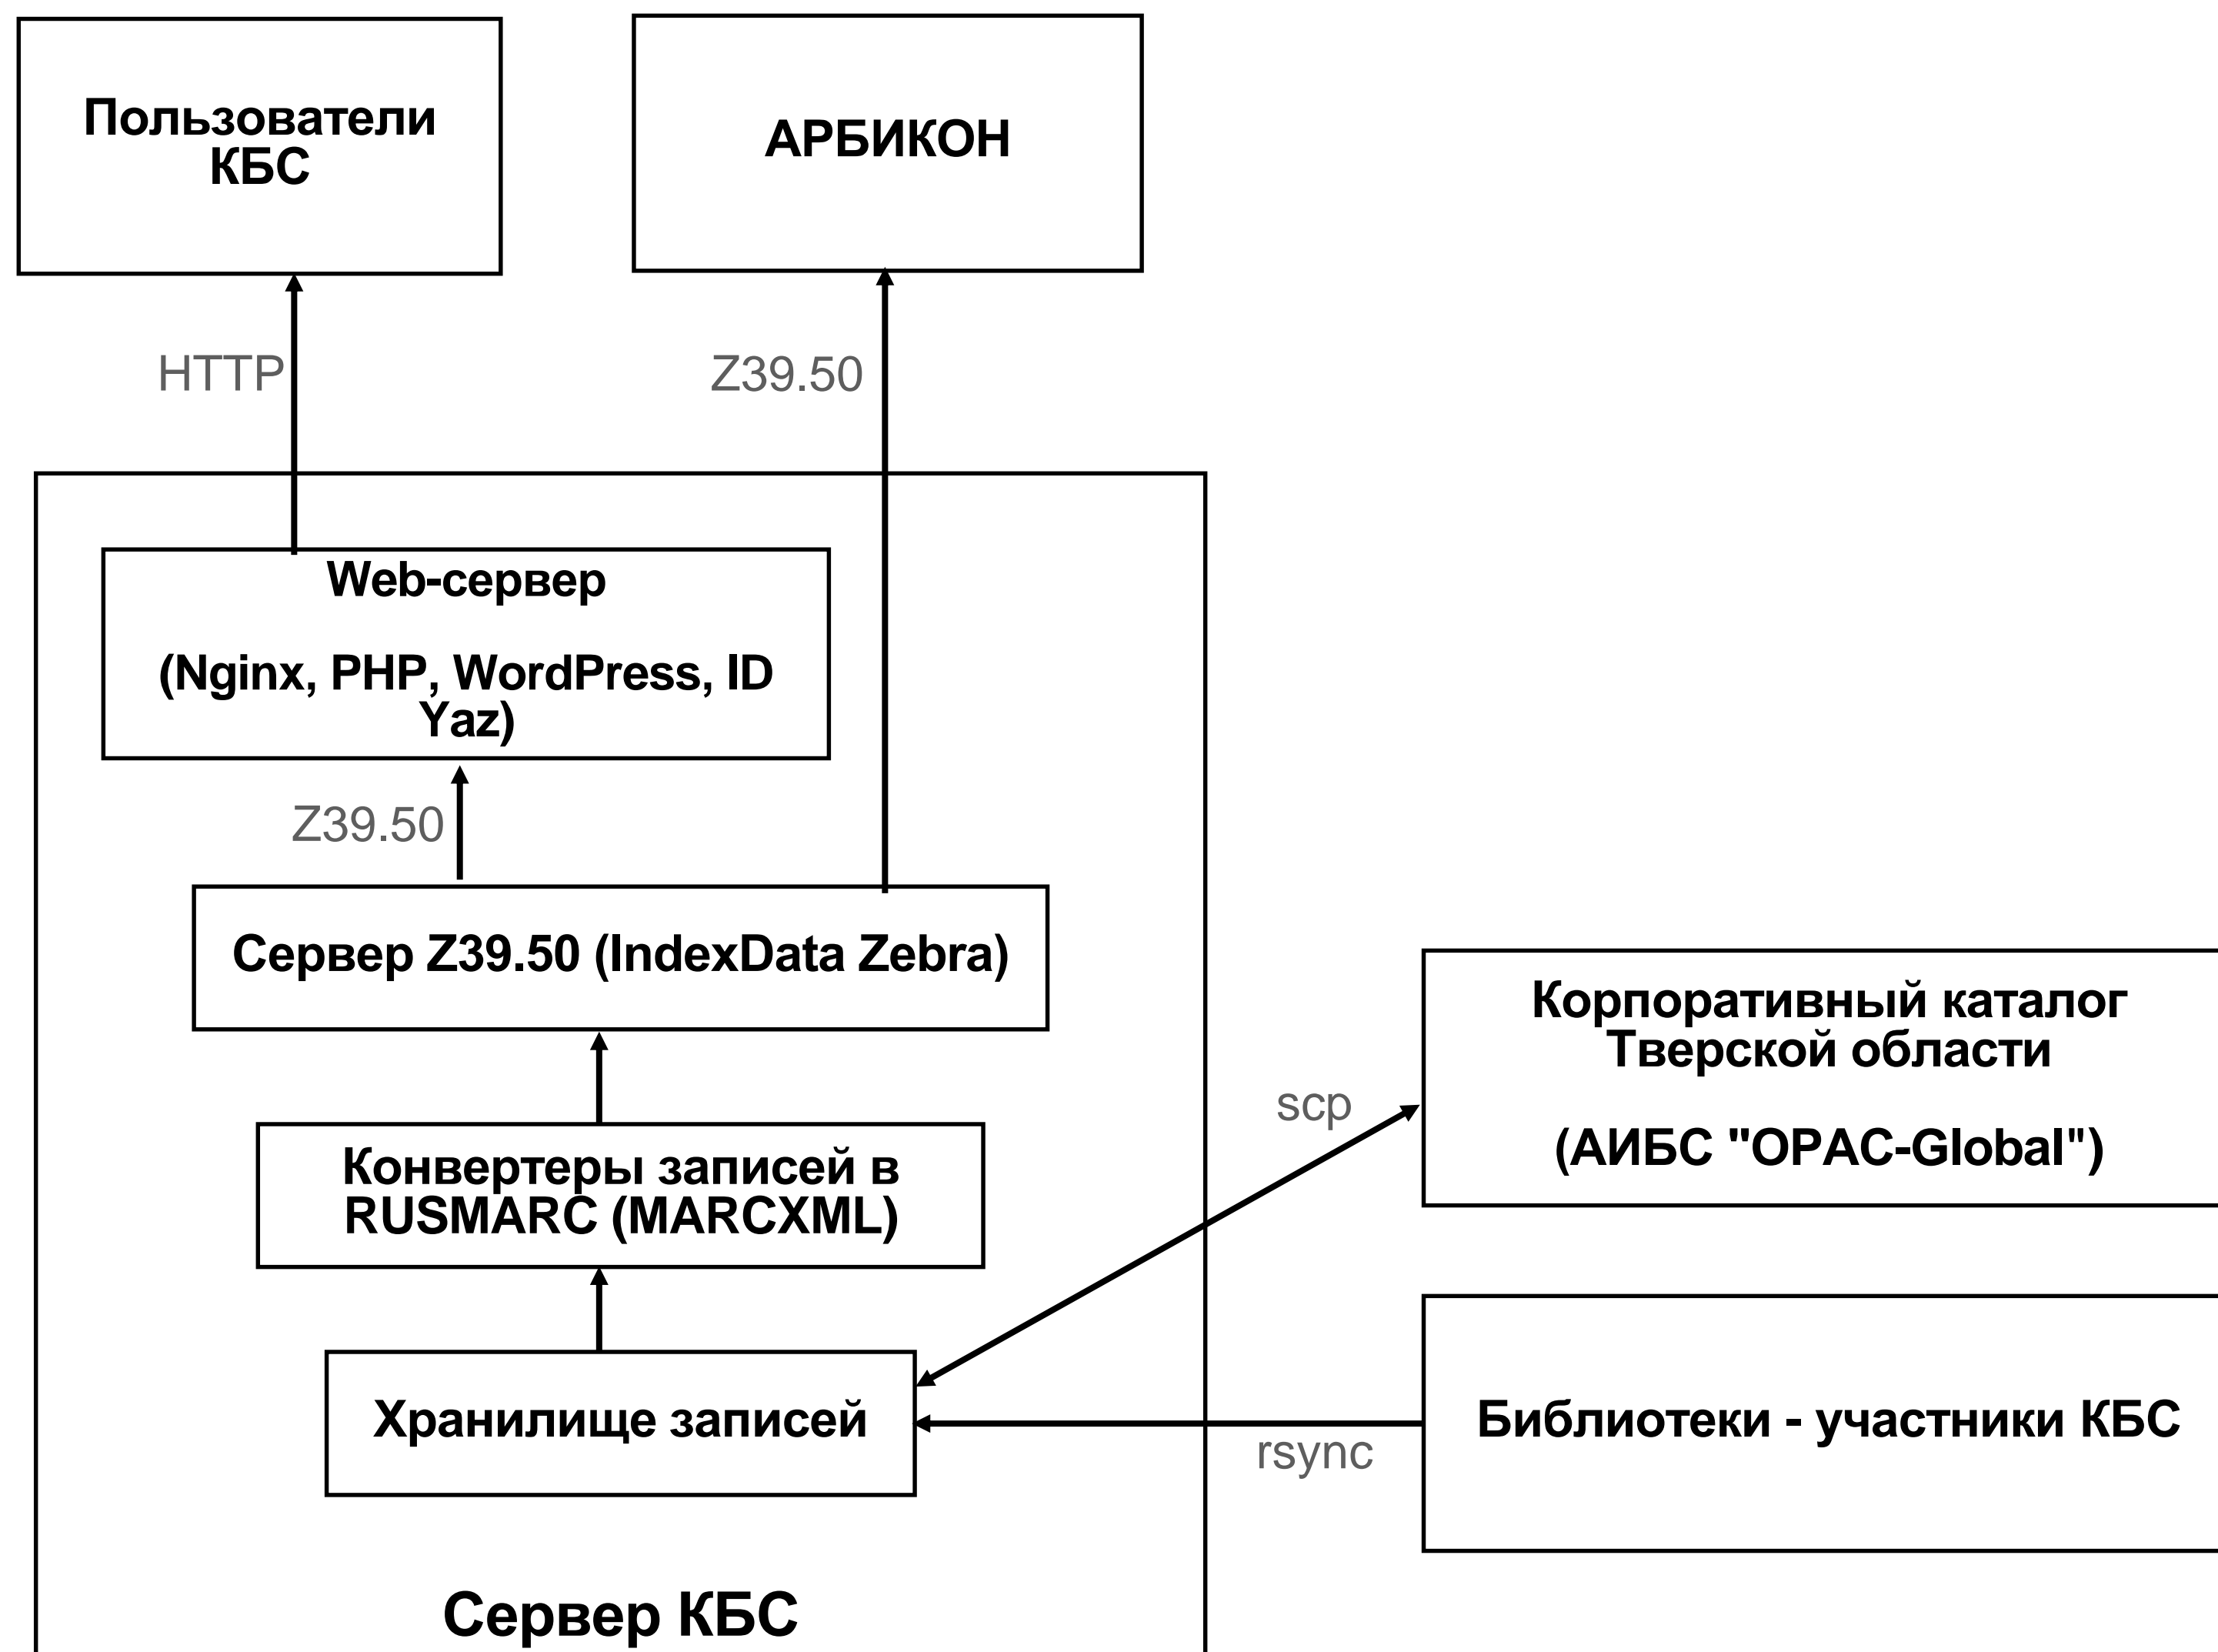 Пользователи
КБС
АРБИКОН
HTTP
Z39.50
Web-сервер
(Nginx, PHP, WordPress, ID
Yaz)
Z39.50
Сервер Z39.50 (IndexData Zebra)
Корпоративный каталог
Тверской области
(АИБС "OPAC-Global")
scp
Конвертеры записей в
RUSMARC (MARCXML)
Хранилище записей
Библиотеки - участники КБС
rsync
Сервер КБС